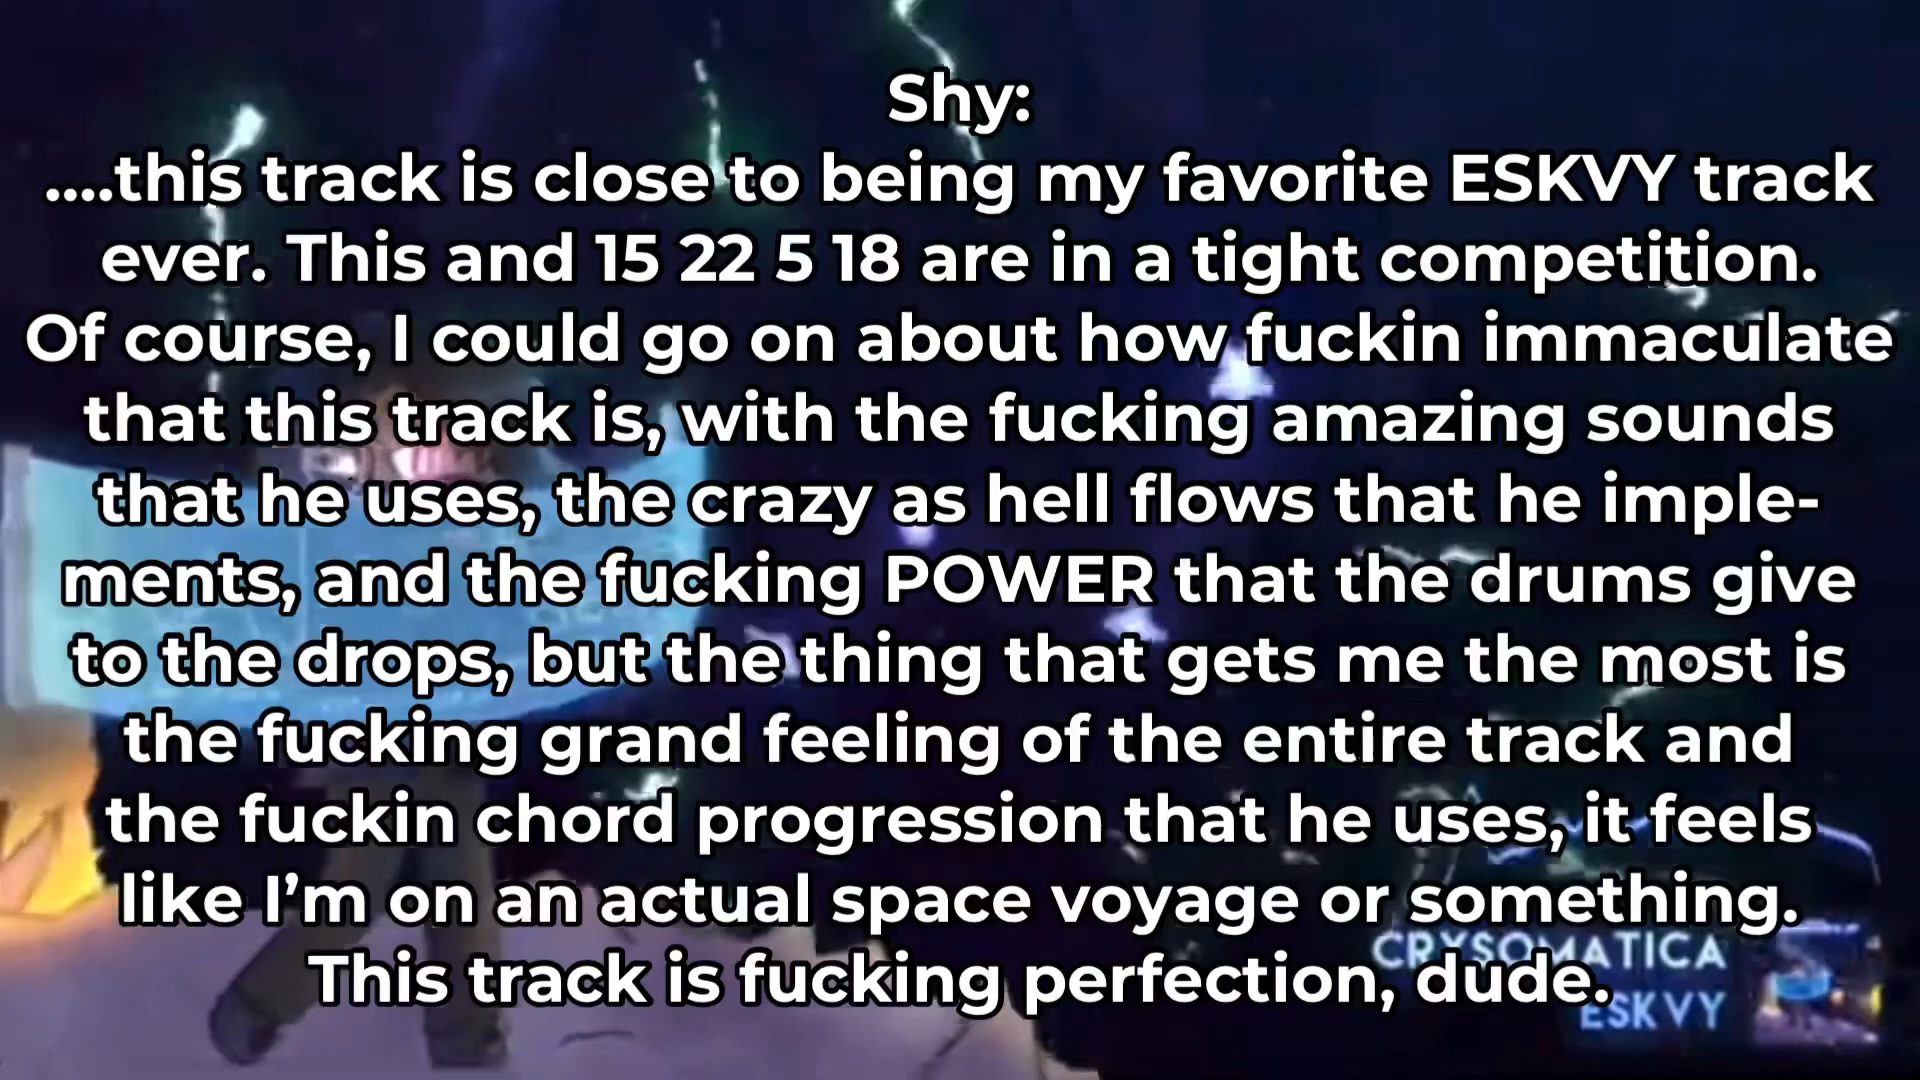 Shy:
....this track is close to being my favorite ESKVY track
ever. This and 15 22 5 18 are in a tight competition.
Of course, I could go on about how fuckin immaculate
that this track is, with the fucking amazing sounds
that he uses, the crazy as hell flows that he imple-
ments, and the fucking POWER that the drums give
to the drops, but the thing that gets me the most is
the fucking grand feeling of the entire track and
the fuckin chord progression that he uses, it feels
like I’m on an actual space voyage or something.
This track is fucking perfection, dude.
CRYSOMATICA
ESKVY